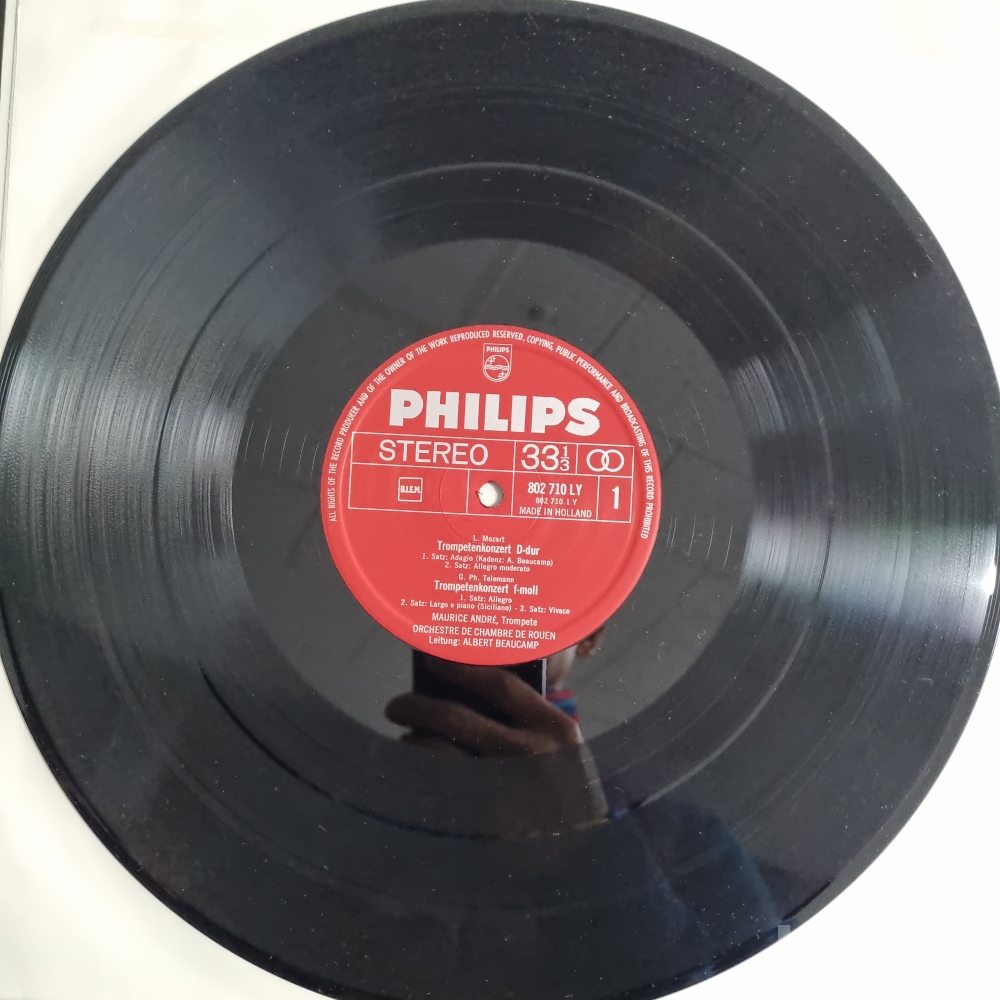 ALL RIGHTS OF THE RECORD PRODUCER AND OF THE OWNER OF THE WORK REPRODUCED RESERVED. COPYING, PUBLIC PERFORMANCE AND BROADCASTING OF THIS RECORD PROHIBITED
PHILIPS
PHILIPS
STEREO 33 1/3
B.I.E.M. 802 710 LY 1
802 710.1 Y
MADE IN HOLLAND
L. Mozart
Trompetenkonzert D-dur
1. Satz: Adagio (Kadenz: A. Beaucamp)
2. Satz: Allegro moderato
G. Ph. Telemann
Trompetenkonzert f-moll
1. Satz: Allegro
2. Satz: Largo e piano (Siciliano) - 3. Satz: Vivace
MAURICE ANDRÉ, Trompete
ORCHESTRE DE CHAMBRE DE ROUEN
Leitung: ALBERT BEAUCAMP